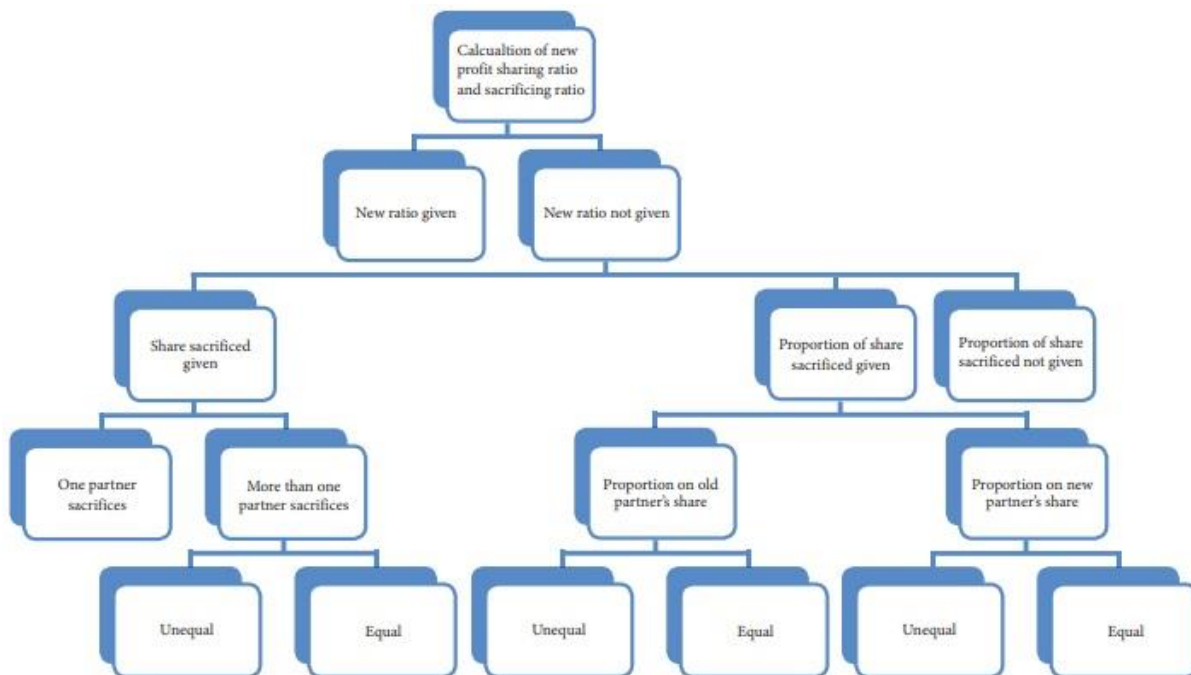 Calcualtion of new
profit sharing ratio
and sacrificing ratio
New ratio given
New ratio not given
Share sacrificed
given
Proportion of share
sacrificed given
Proportion of share
sacrificed not given
One partner
sacrifices
More than one
partner sacrifices
Proportion on old
partner's share
Proportion on new
partner's share
Unequal
Equal
Unequal
Equal
Unequal
Equal